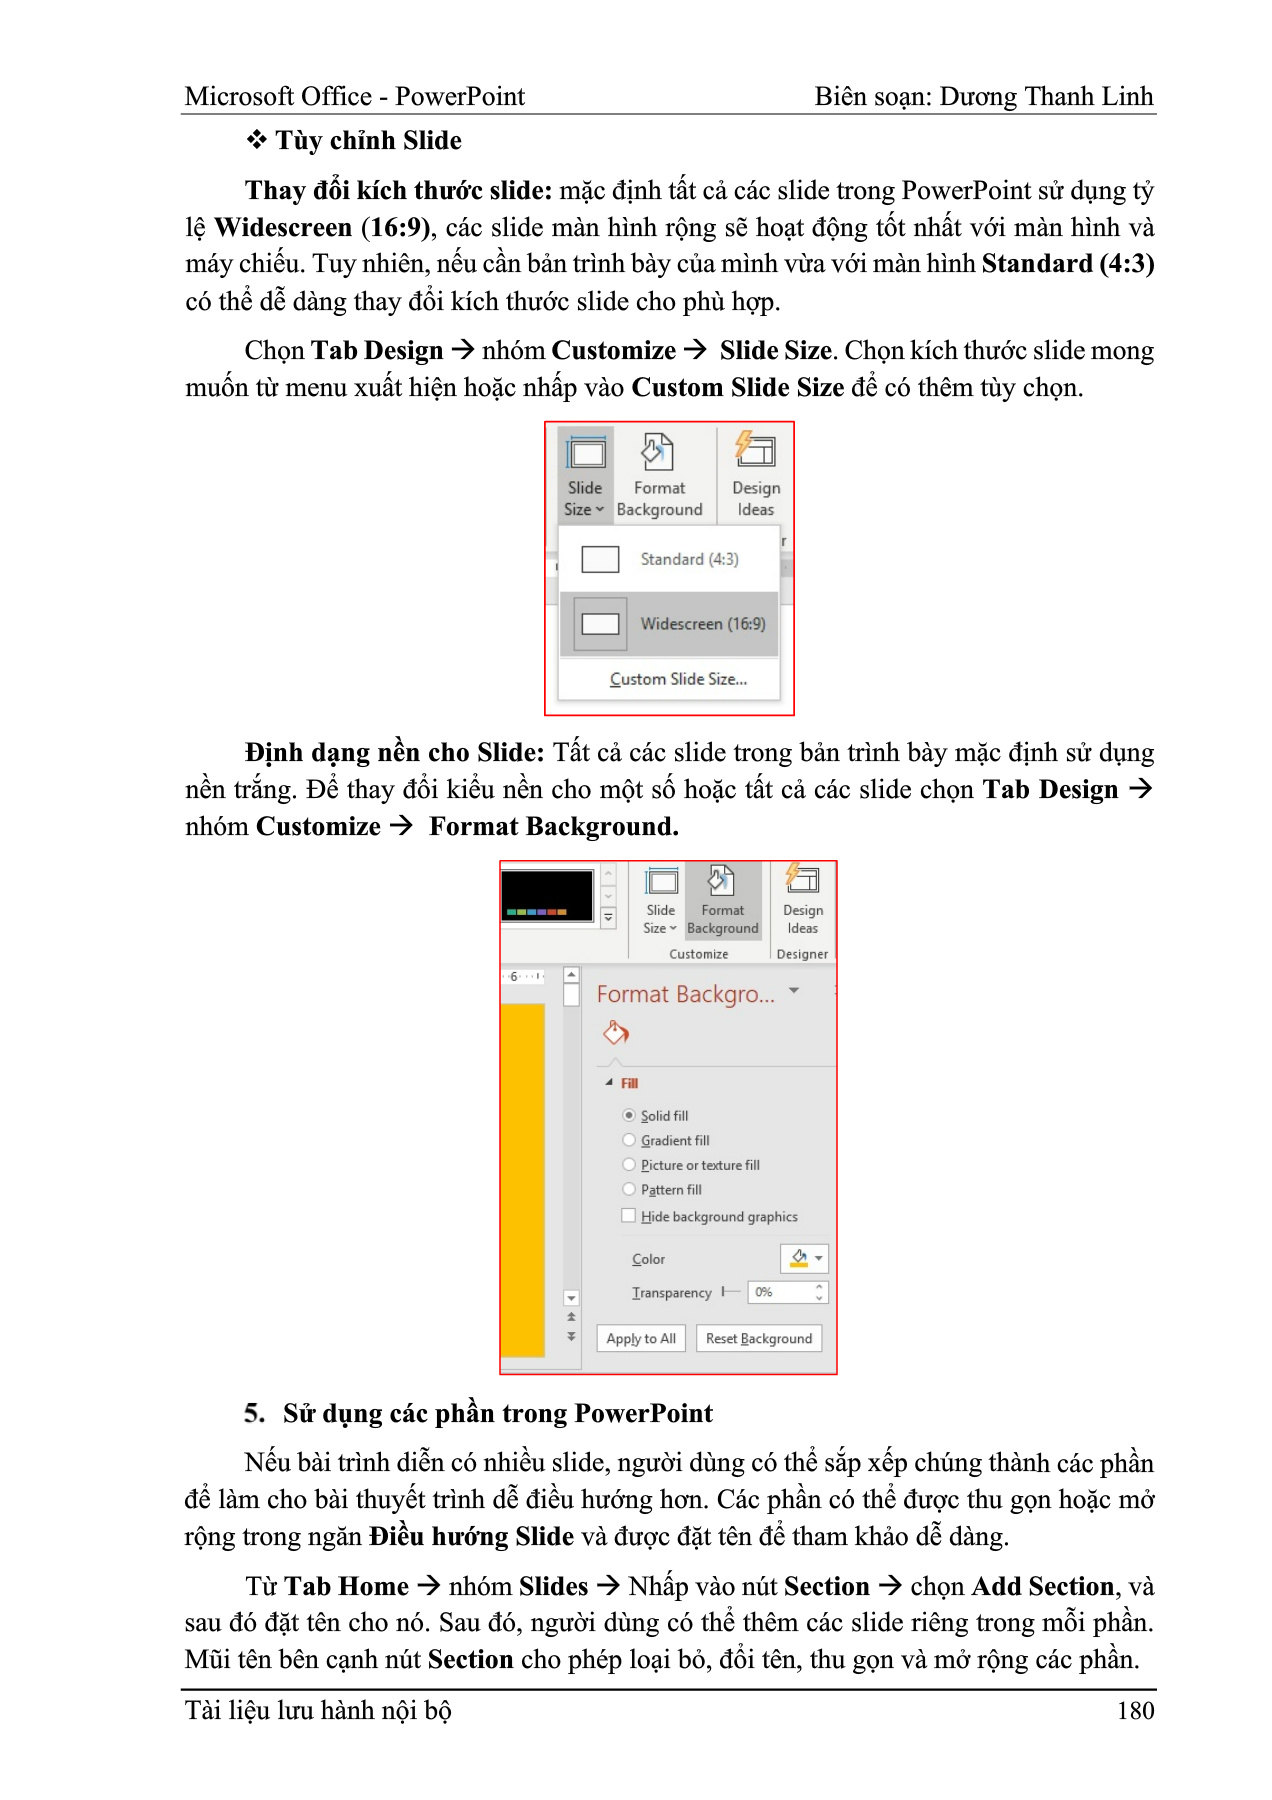 Microsoft Office - PowerPoint Biên soạn: Dương Thanh Linh
❖ Tùy chỉnh Slide
Thay đổi kích thước slide: mặc định tất cả các slide trong PowerPoint sử dụng tỷ
lệ Widescreen (16:9), các slide màn hình rộng sẽ hoạt động tốt nhất với màn hình và
máy chiếu. Tuy nhiên, nếu cần bản trình bày của mình vừa với màn hình Standard (4:3)
có thể dễ dàng thay đổi kích thước slide cho phù hợp.
Chọn Tab Design → nhóm Customize → Slide Size. Chọn kích thước slide mong
muốn từ menu xuất hiện hoặc nhấp vào Custom Slide Size để có thêm tùy chọn.
Slide Format Design
Size Background Ideas
r
Standard (4:3)
Widescreen (16:9)
Custom Slide Size...
Định dạng nền cho Slide: Tất cả các slide trong bản trình bày mặc định sử dụng
nền trắng. Để thay đổi kiểu nền cho một số hoặc tất cả các slide chọn Tab Design →
nhóm Customize → Format Background.
Slide Format Design
Size Background Ideas
Customize Designer
6
Format Backgro...
Fill
Solid fill
Gradient fill
Picture or texture fill
Pattern fill
Hide background graphics
Color
Transparency 0%
Apply to All Reset Background
5. Sử dụng các phần trong PowerPoint
Nếu bài trình diễn có nhiều slide, người dùng có thể sắp xếp chúng thành các phần
để làm cho bài thuyết trình dễ điều hướng hơn. Các phần có thể được thu gọn hoặc mở
rộng trong ngăn Điều hướng Slide và được đặt tên để tham khảo dễ dàng.
Từ Tab Home → nhóm Slides → Nhấp vào nút Section → chọn Add Section, và
sau đó đặt tên cho nó. Sau đó, người dùng có thể thêm các slide riêng trong mỗi phần.
Mũi tên bên cạnh nút Section cho phép loại bỏ, đổi tên, thu gọn và mở rộng các phần.
Tài liệu lưu hành nội bộ 180